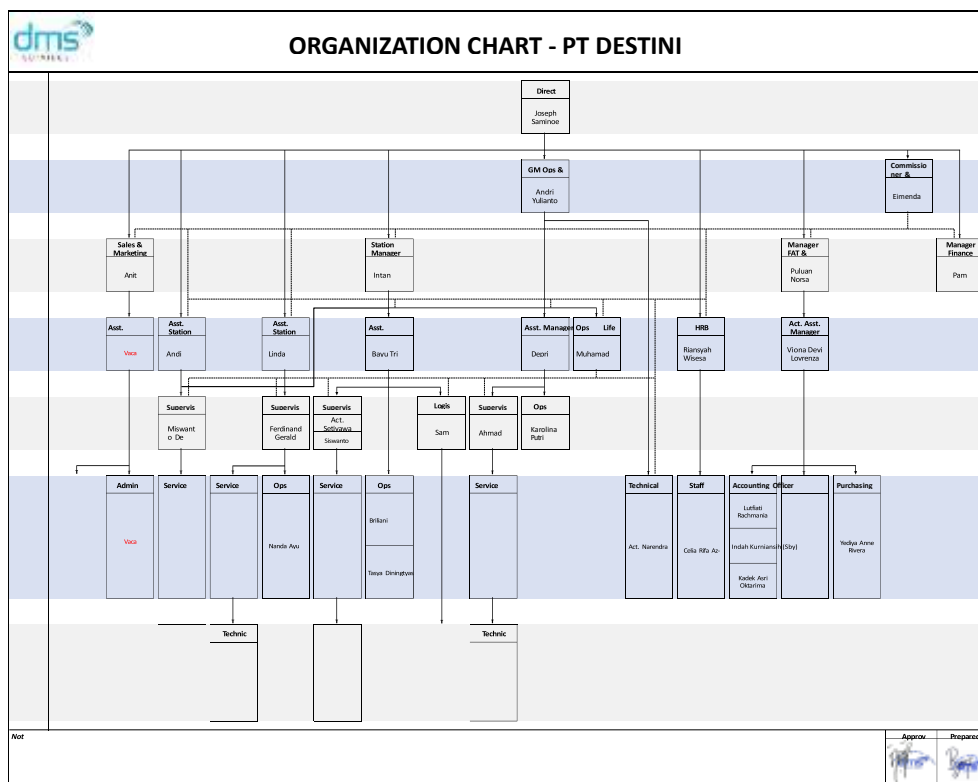 dms
ORGANIZATION CHART - PT DESTINI
Direct
Joseph
Saminoe
GM Ops &
Andri
Yulianto
Commissio
ner &
Eimenda
Sales &
Marketing
Anit
Station
Manager
Intan
Manager
FAT &
Puluan
Norsa
Manager
Finance
Pam
Asst.
Vaca
Asst.
Station
Andi
Asst.
Station
Linda
Asst.
Bavu Tri
Asst. Manager Ops
Depri
Life
Muhamad
HRB
Riansyah
Wisesa
Act. Asst.
Manager
Viona Devi
Lovrenza
Supervis
Miswant
o De
Supervis
Ferdinand
Gerald
Supervis
Act.
Setiyawa
Siswanto
Logis
Sam
Supervis
Ahmad
Ops
Karolina
Putri
Admin
Vaca
Service
Service
Ops
Nanda Ayu
Service
Ops
Briliani
Tasya Diningtyas
Service
Technical
Act. Narendra
Staff
Celia Rifa Az-
Accounting Officer
Lutfiati
Rachmania
Indah Kurniansih (Sby)
Kadek Asri
Oktarima
Purchasing
Yediya Anne
Rivera
Technic
Technic
Not
Approv
Prepared
dms